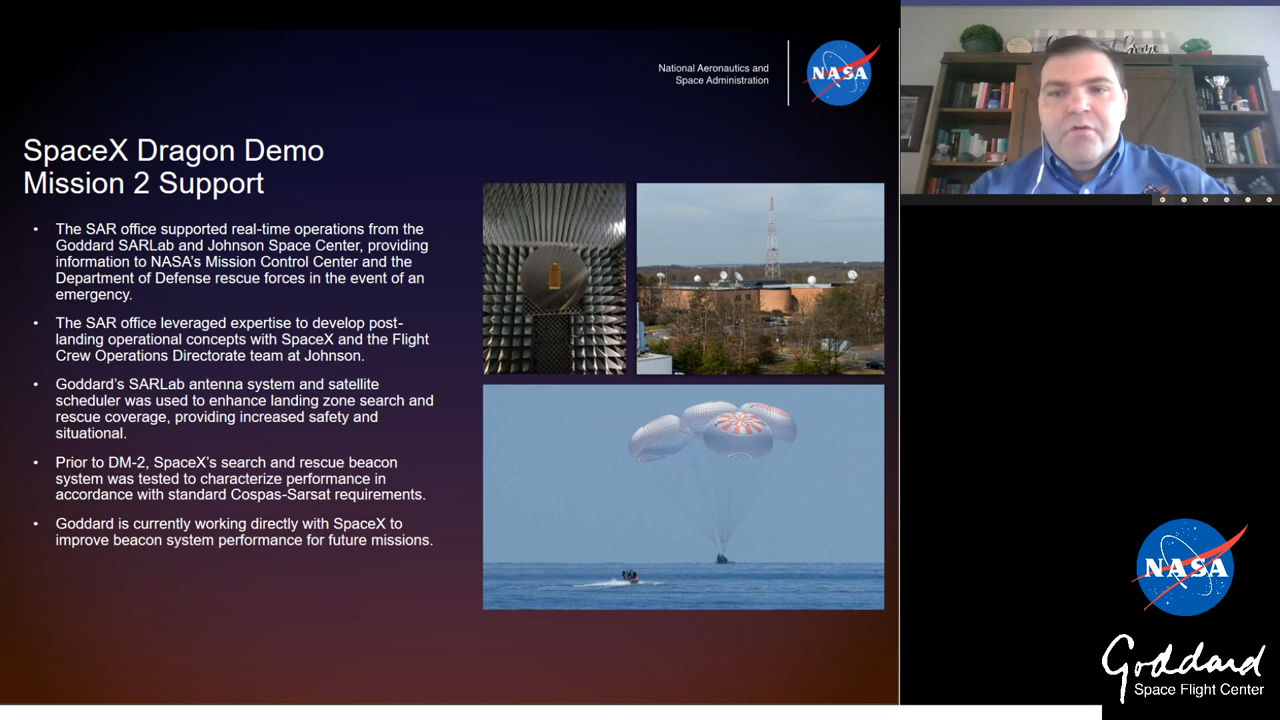 National Aeronautics and
Space Administration
NASA
SpaceX Dragon Demo
Mission 2 Support
• The SAR office supported real-time operations from the
Goddard SARLab and Johnson Space Center, providing
information to NASA's Mission Control Center and the
Department of Defense rescue forces in the event of an
emergency.
• The SAR office leveraged expertise to develop post-
landing operational concepts with SpaceX and the Flight
Crew Operations Directorate team at Johnson.
• Goddard's SARLab antenna system and satellite
scheduler was used to enhance landing zone search and
rescue coverage, providing increased safety and
situational.
• Prior to DM-2, SpaceX's search and rescue beacon
system was tested to characterize performance in
accordance with standard Cospas-Sarsat requirements.
• Goddard is currently working directly with SpaceX to
improve beacon system performance for future missions.
NASA
Goddard
Space Flight Center